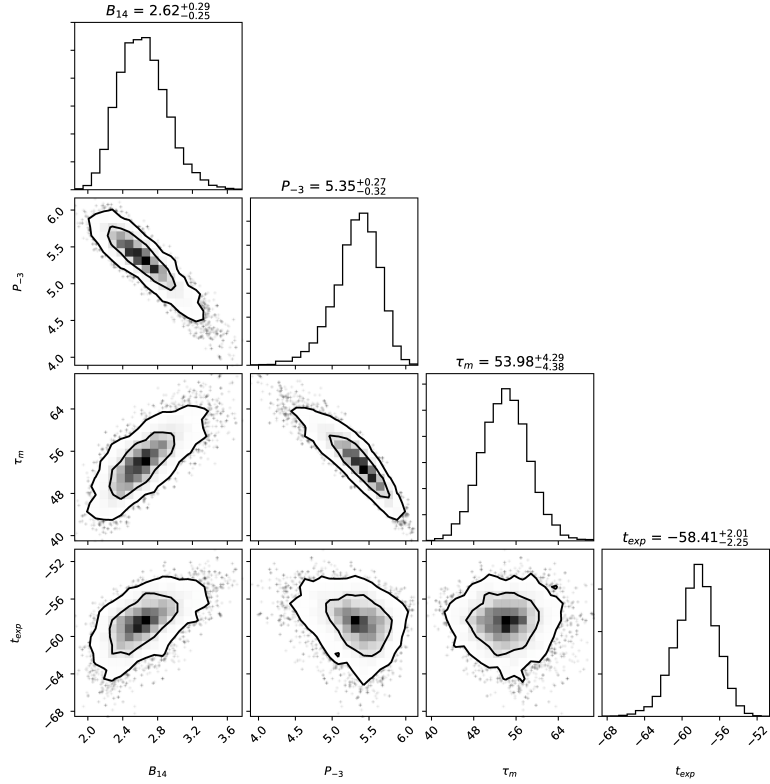 B₁₄ = 2.62⁺⁰·²⁹₋₀.₂₅
P₋₃ = 5.35⁺⁰·²⁷₋₀.₃₂
6.0
5.5
5.0
4.5
4.0
P₋₃
τₘ = 53.98⁺⁴·²⁹₋₄.₃₈
64
56
48
40
τₘ
t_exp = −58.41⁺²·⁰¹₋₂.₂₅
−52
−56
−60
−64
−68
t_exp
2.0 2.4 2.8 3.2 3.6 4.0 4.5 5.0 5.5 6.0 40 48 56 64 −68 −64 −60 −56 −52
B₁₄ P₋₃ τₘ t_exp